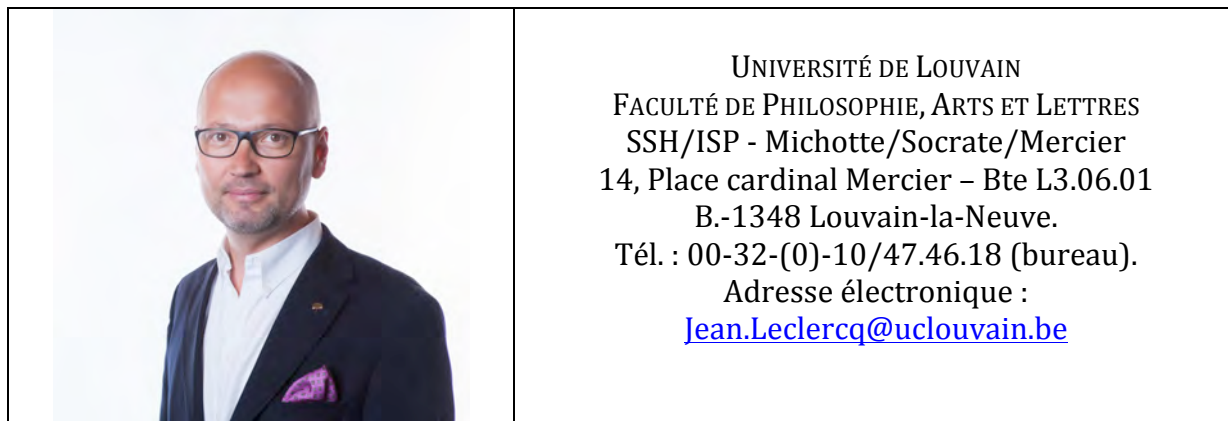 UNIVERSITÉ DE LOUVAIN
FACULTÉ DE PHILOSOPHIE, ARTS ET LETTRES
SSH/ISP - Michotte/Socrate/Mercier
14, Place cardinal Mercier – Bte L3.06.01
B.-1348 Louvain-la-Neuve.
Tél. : 00-32-(0)-10/47.46.18 (bureau).
Adresse électronique :
Jean.Leclercq@uclouvain.be